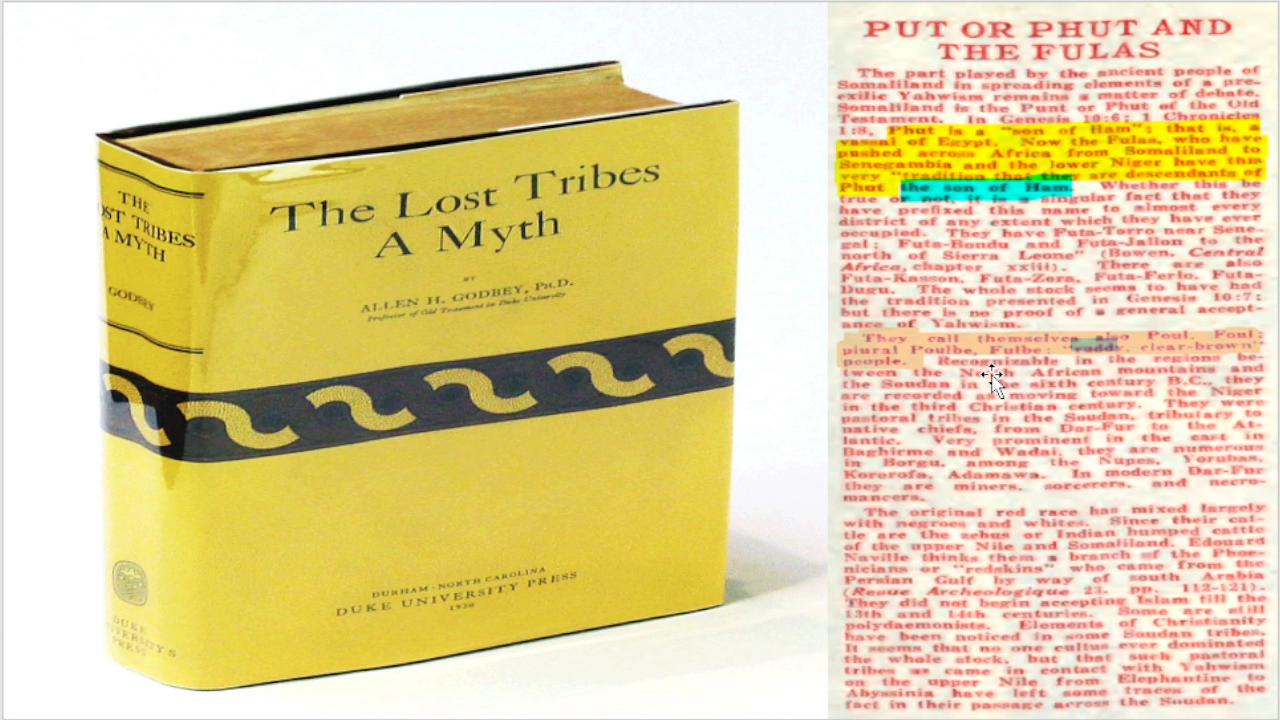 THE
OST TRIBES
A MYTH
GODBEY
DUKE
UNIVERSITY S
PRESS
The Lost Tribes
A Myth
BY
ALLEN H. GODBEY, PH.D.
Professor of Old Testament in Duke University
DURHAM · NORTH CAROLINA
DUKE UNIVERSITY PRESS
1930
PUT OR PHUT AND
THE FULAS
The part played by the ancient people of
Somaliland in spreading elements of a pre-
exilic Yahwism remains a matter of debate.
Somaliland is the Punt or Phut of the Old
Testament. In Genesis 10:6; 1 Chronicles
1:8, Phut is a "son of Ham"; that is, a
vassal of Egypt. Now the Fulas, who have
pushed across Africa from Somaliland to
Senegambia and the lower Niger have this
very "tradition that the are descendants of
Phut the son of Ham. Whether this be
true or not, it is a singular fact that they
have prefixed this name to almost every
district of any extent which they have ever
occupied. They have Futa-Torro near Sene-
gal; Futa-Bondu and Futa-Jallon to the
north of Sierra Leone" (Bowen, Central
Africa, chapter xxiii). There are also
Futa-Kasson, Futa-Zora, Futa-Ferlo, Futa-
Dugu. The whole stock seems to have had
the tradition presented in Genesis 10:7;
but there is no proof of a general accept-
ance of Yahwism.
They call themselves also Poul, Foul;
plural Poulbe, Fulbe: "ruddy, clear-brown"
people. Recognizable in the regions be-
tween the North African mountains and
the Soudan in the sixth century B.C., they
are recorded as moving toward the Niger
in the third Christian century. They were
pastoral tribes in the Soudan, tributary to
native chiefs, from Dar-Fur to the At-
lantic. Very prominent in the east in
Baghirme and Wadai, they are numerous
in Borgu, among the Nupes, Yorubas,
Kororofa, Adamawa. In modern Dar-Fur
they are miners, sorcerers, and necro-
mancers.
The original red race has mixed largely
with negroes and whites. Since their cat-
tle are the zebus or Indian humped cattle
of the upper Nile and Somaliland, Edouard
Naville thinks them a branch of the Phoe-
nicians or "redskins" who came from the
Persian Gulf by way of south Arabia
(Revue Archeologique 23, pp. 112-121).
They did not begin accepting Islam till the
13th and 14th centuries. Some are still
polydaemonists. Elements of Christianity
have been noticed in some Soudan tribes.
It seems that no one cultus ever dominated
the whole stock, but that such pastoral
tribes as came in contact with Yahwism
on the upper Nile from Elephantine to
Abyssinia have left some traces of the
fact in their passage across the Soudan.